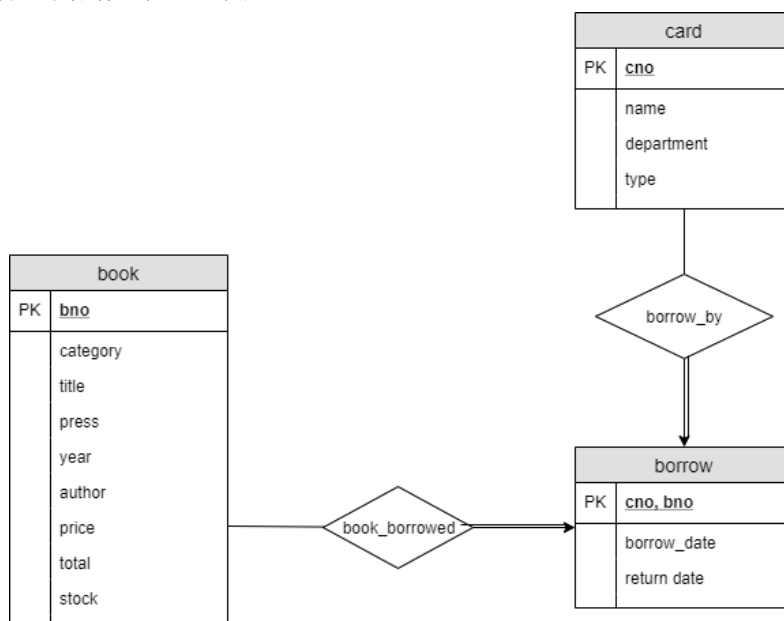 card
PK cno
name
department
type
borrow_by
book
PK bno
category
title
press
year
author
price
total
stock
book_borrowed
borrow
PK cno, bno
borrow_date
return date